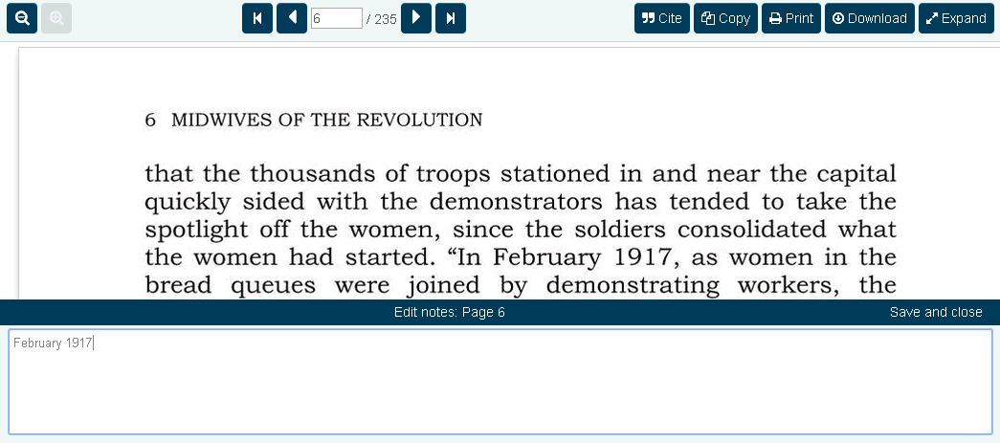 6 / 235 Cite Copy Print Download Expand
6 MIDWIVES OF THE REVOLUTION
that the thousands of troops stationed in and near the capital
quickly sided with the demonstrators has tended to take the
spotlight off the women, since the soldiers consolidated what
the women had started. “In February 1917, as women in the
bread queues were joined by demonstrating workers, the
Edit notes: Page 6 Save and close
February 1917